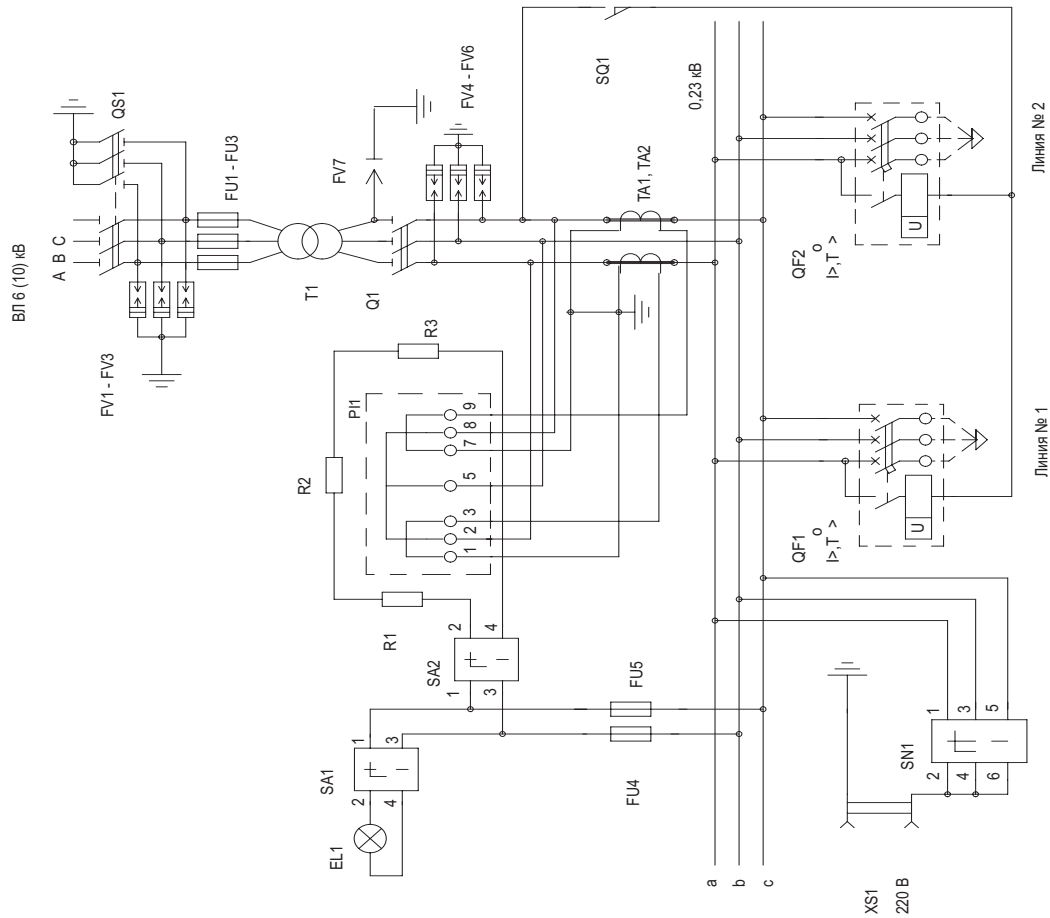 ВЛ 6 (10) кВ
А В С
QS1
FU1 - FU3
FV1 - FV3
T1
FV7
FV4 - FV6
Q1
SQ1
0,23 кВ
TA1, TA2
R3
R2
R1
PI1
1 2 3 5 7 8 9
SA2
1 2
3 4
SA1
1 2
3 4
EL1
FU5
FU4
a
b
c
XS1
220 В
SN1
1 2
3 4
5 6
QF1
I>,T° >
U
Линия № 1
QF2
I>,T° >
U
Линия № 2